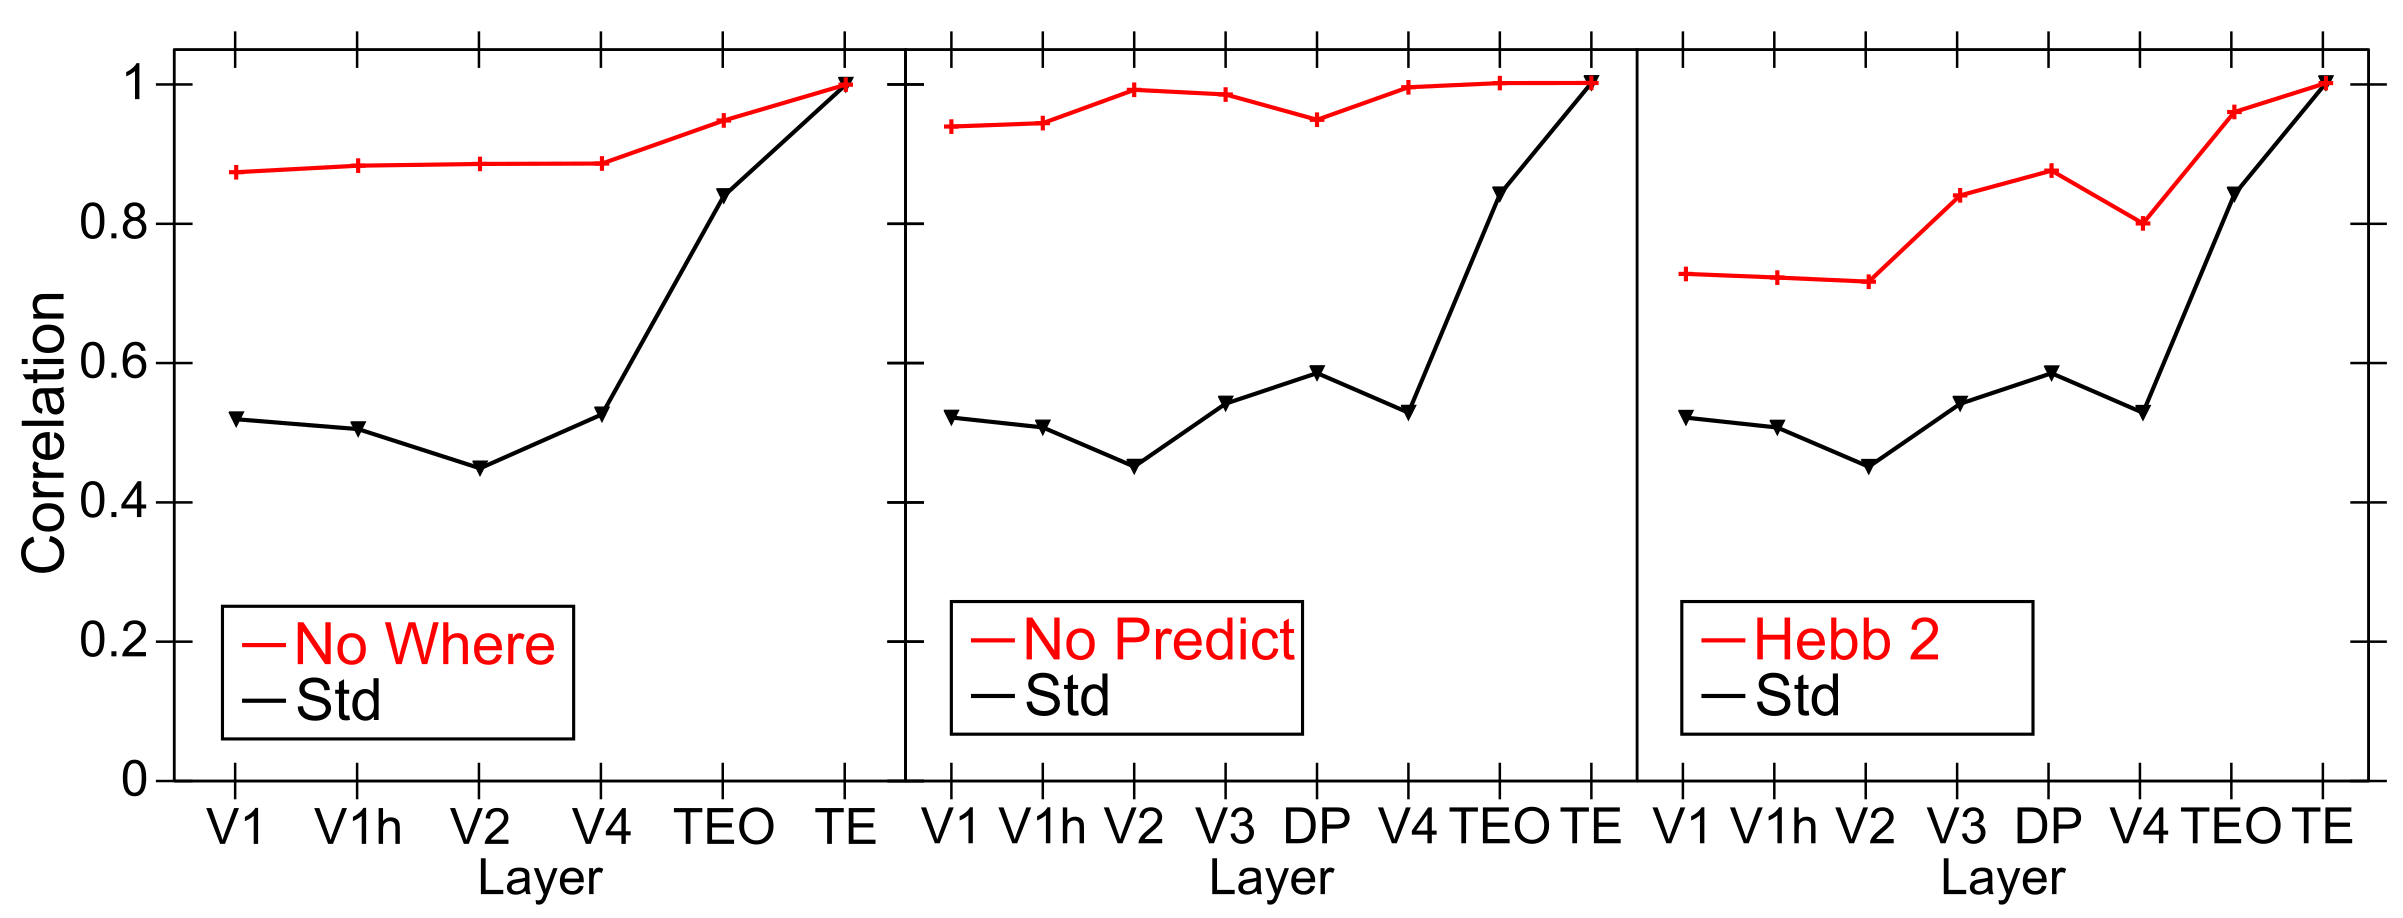 Correlation
1
0.8
0.6
0.4
0.2
0
No Where
Std
V1 V1h V2 V4 TEO TE
Layer
No Predict
Std
V1 V1h V2 V3 DP V4 TEO TE
Layer
Hebb 2
Std
V1 V1h V2 V3 DP V4 TEO TE
Layer